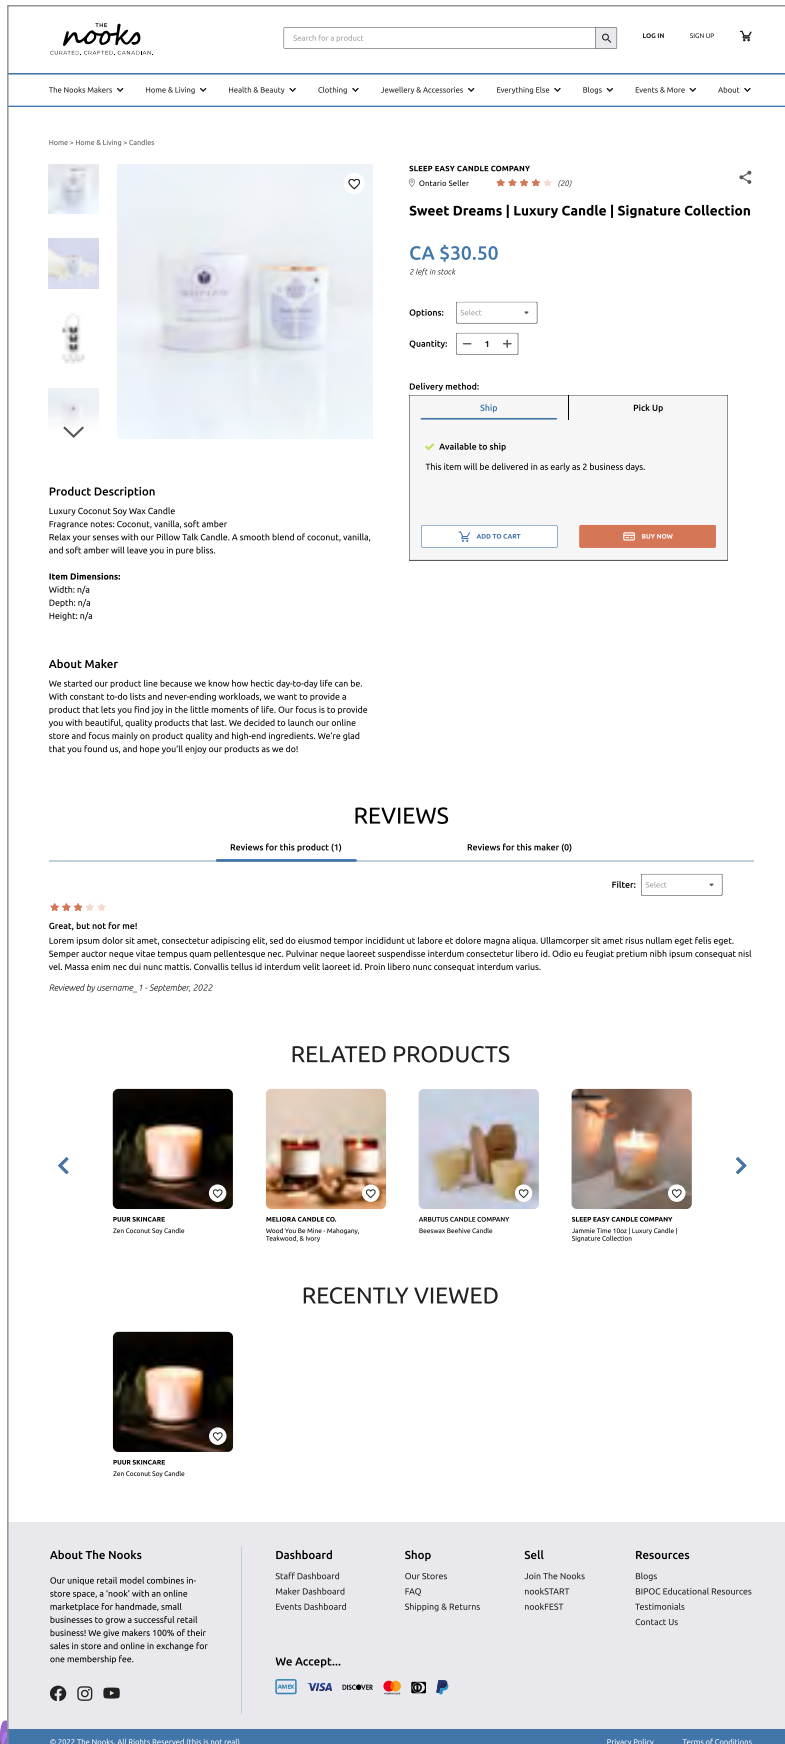 THE
nooks
CURATED. CRAFTED. CANADIAN.
Search for a product
LOG IN
SIGN UP
The Nooks Makers
Home & Living
Health & Beauty
Clothing
Jewellery & Accessories
Everything Else
Blogs
Events & More
About
Home > Home & Living > Candles
SLEEP EASY CANDLE COMPANY
Ontario Seller
(20)
Sweet Dreams | Luxury Candle | Signature Collection
CA $30.50
2 left in stock
Options:
Select
Quantity:
1
Delivery method:
Ship
Pick Up
Available to ship
This item will be delivered in as early as 2 business days.
ADD TO CART
BUY NOW
Product Description
Luxury Coconut Soy Wax Candle
Fragrance notes: Coconut, vanilla, soft amber
Relax your senses with our Pillow Talk Candle. A smooth blend of coconut, vanilla,
and soft amber will leave you in pure bliss.
Item Dimensions:
Width: n/a
Depth: n/a
Height: n/a
About Maker
We started our product line because we know how hectic day-to-day life can be.
With constant to-do lists and never-ending workloads, we want to provide a
product that lets you find joy in the little moments of life. Our focus is to provide
you with beautiful, quality products that last. We decided to launch our online
store and focus mainly on product quality and high-end ingredients. We're glad
that you found us, and hope you'll enjoy our products as we do!
REVIEWS
Reviews for this product (1)
Reviews for this maker (0)
Filter:
Select
Great, but not for me!
Lorem ipsum dolor sit amet, consectetur adipiscing elit, sed do eiusmod tempor incididunt ut labore et dolore magna aliqua. Ullamcorper sit amet risus nullam eget felis eget.
Semper auctor neque vitae tempus quam pellentesque nec. Pulvinar neque laoreet suspendisse interdum consectetur libero id. Odio eu feugiat pretium nibh ipsum consequat nisl
vel. Massa enim nec dui nunc mattis. Convallis tellus id interdum velit laoreet id. Proin libero nunc consequat interdum varius.
Reviewed by username_1 - September, 2022
RELATED PRODUCTS
PUUR SKINCARE
Zen Coconut Soy Candle
MELIORA CANDLE CO.
Wood You Be Mine - Mahogany,
Teakwood, & Ivory
ARBUTUS CANDLE COMPANY
Beeswax Beehive Candle
SLEEP EASY CANDLE COMPANY
Jammie Time 10oz | Luxury Candle |
Signature Collection
RECENTLY VIEWED
PUUR SKINCARE
Zen Coconut Soy Candle
About The Nooks
Our unique retail model combines in-
store space, a 'nook' with an online
marketplace for handmade, small
businesses to grow a successful retail
business! We give makers 100% of their
sales in store and online in exchange for
one membership fee.
Dashboard
Staff Dashboard
Maker Dashboard
Events Dashboard
Shop
Our Stores
FAQ
Shipping & Returns
Sell
Join The Nooks
nookSTART
nookFEST
Resources
Blogs
BIPOC Educational Resources
Testimonials
Contact Us
We Accept...
AMEX
VISA
DISCOVER
© 2022 The Nooks. All Rights Reserved (this is not real)
Privacy Policy
Terms of Conditions